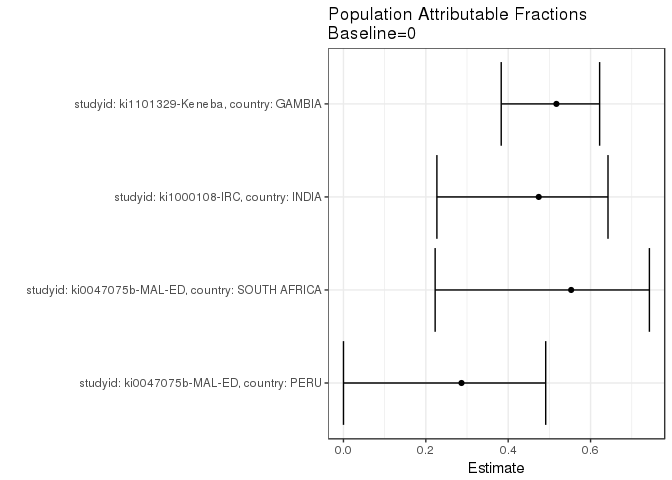 Population Attributable Fractions
Baseline=0
studyid: ki1101329-Keneba, country: GAMBIA
studyid: ki1000108-IRC, country: INDIA
studyid: ki0047075b-MAL-ED, country: SOUTH AFRICA
studyid: ki0047075b-MAL-ED, country: PERU
0.0 0.2 0.4 0.6
Estimate